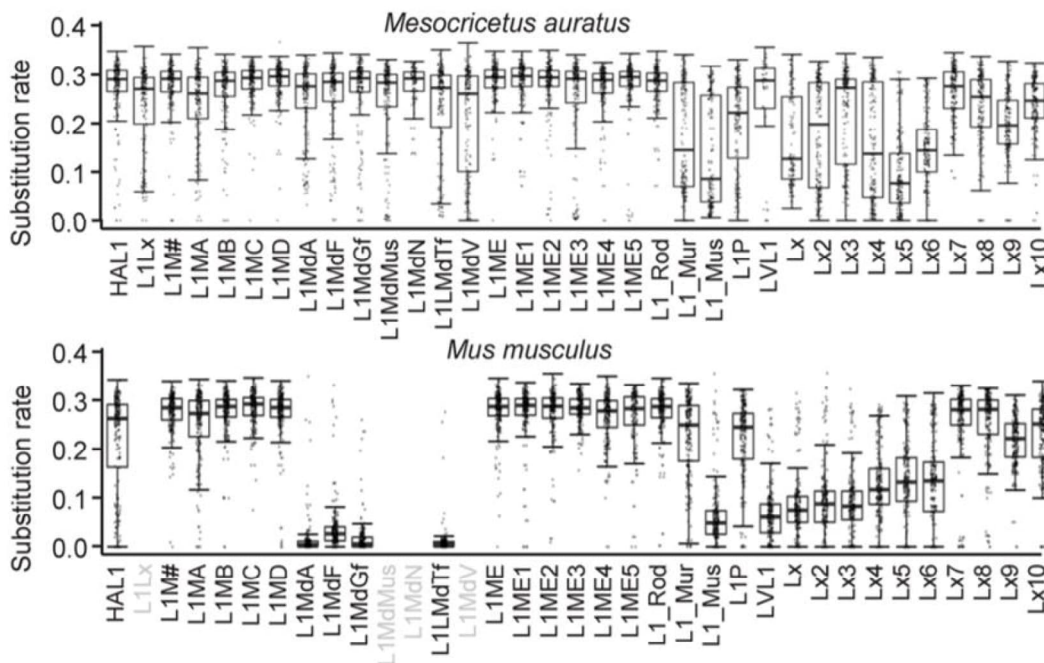 Mesocricetus auratus
Substitution rate
0.4
0.3
0.2
0.1
0.0
HAL1
L1Lx
L1M#
L1MA
L1MB
L1MC
L1MD
L1MdA
L1MdF
L1MdGf
L1MdMus
L1MdN
L1LMdTf
L1MdV
L1ME
L1ME1
L1ME2
L1ME3
L1ME4
L1ME5
L1_Rod
L1_Mur
L1_Mus
L1P
LVL1
Lx
Lx2
Lx3
Lx4
Lx5
Lx6
Lx7
Lx8
Lx9
Lx10
Mus musculus
Substitution rate
0.4
0.3
0.2
0.1
0.0
HAL1
L1Lx
L1M#
L1MA
L1MB
L1MC
L1MD
L1MdA
L1MdF
L1MdGf
L1MdMus
L1MdN
L1LMdTf
L1MdV
L1ME
L1ME1
L1ME2
L1ME3
L1ME4
L1ME5
L1_Rod
L1_Mur
L1_Mus
L1P
LVL1
Lx
Lx2
Lx3
Lx4
Lx5
Lx6
Lx7
Lx8
Lx9
Lx10